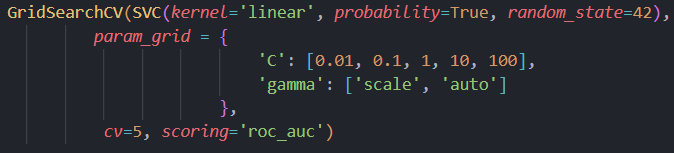 GridSearchCV(SVC(kernel='linear', probability=True, random_state=42),
param_grid = {
'C': [0.01, 0.1, 1, 10, 100],
'gamma': ['scale', 'auto']
},
cv=5, scoring='roc_auc')